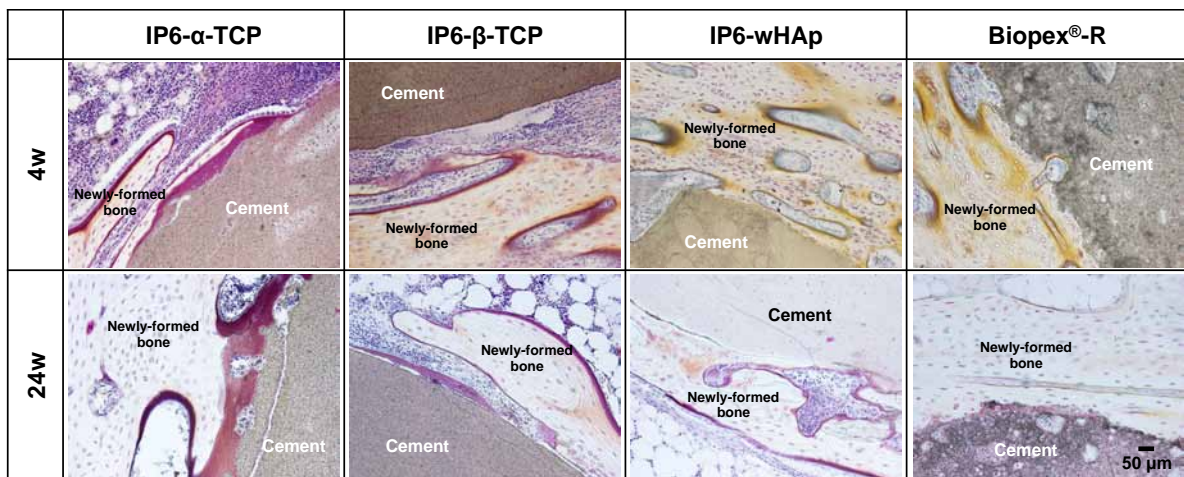 IP6-α-TCP
IP6-β-TCP
IP6-wHAp
Biopex®-R
4w
Newly-formed
bone
Cement
Cement
Newly-formed
bone
Newly-formed
bone
Cement
Cement
Newly-formed
bone
24w
Newly-formed
bone
Cement
Newly-formed
bone
Cement
Cement
Newly-formed
bone
Newly-formed
bone
Cement
50 µm